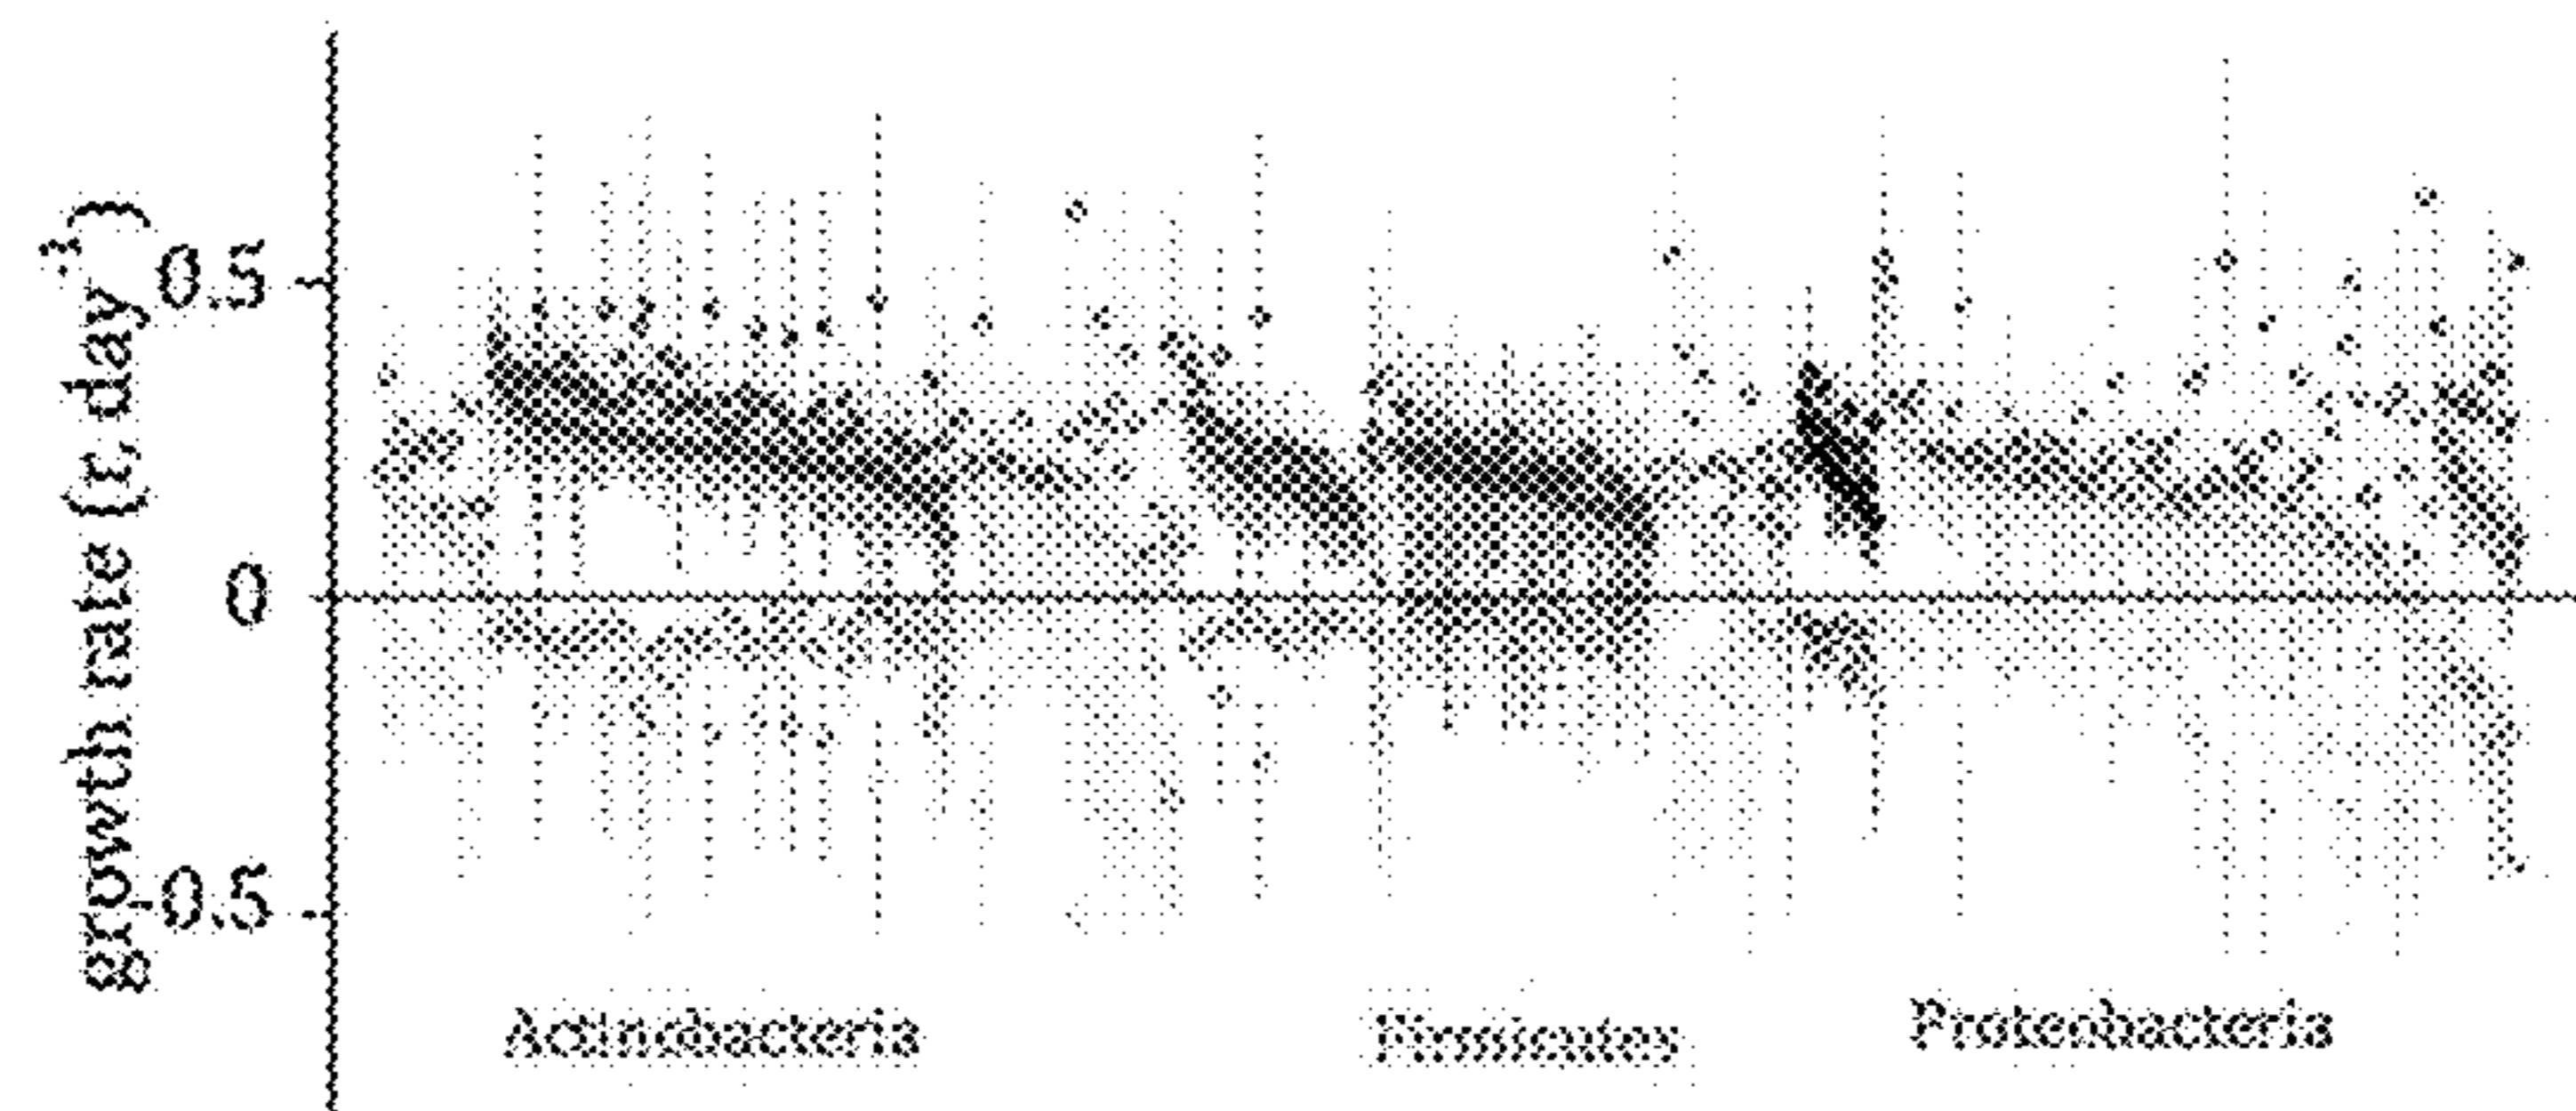 growth rate (r, day⁻¹)
0.5
0
-0.5
Actinobacteria
Firmicutes
Proteobacteria